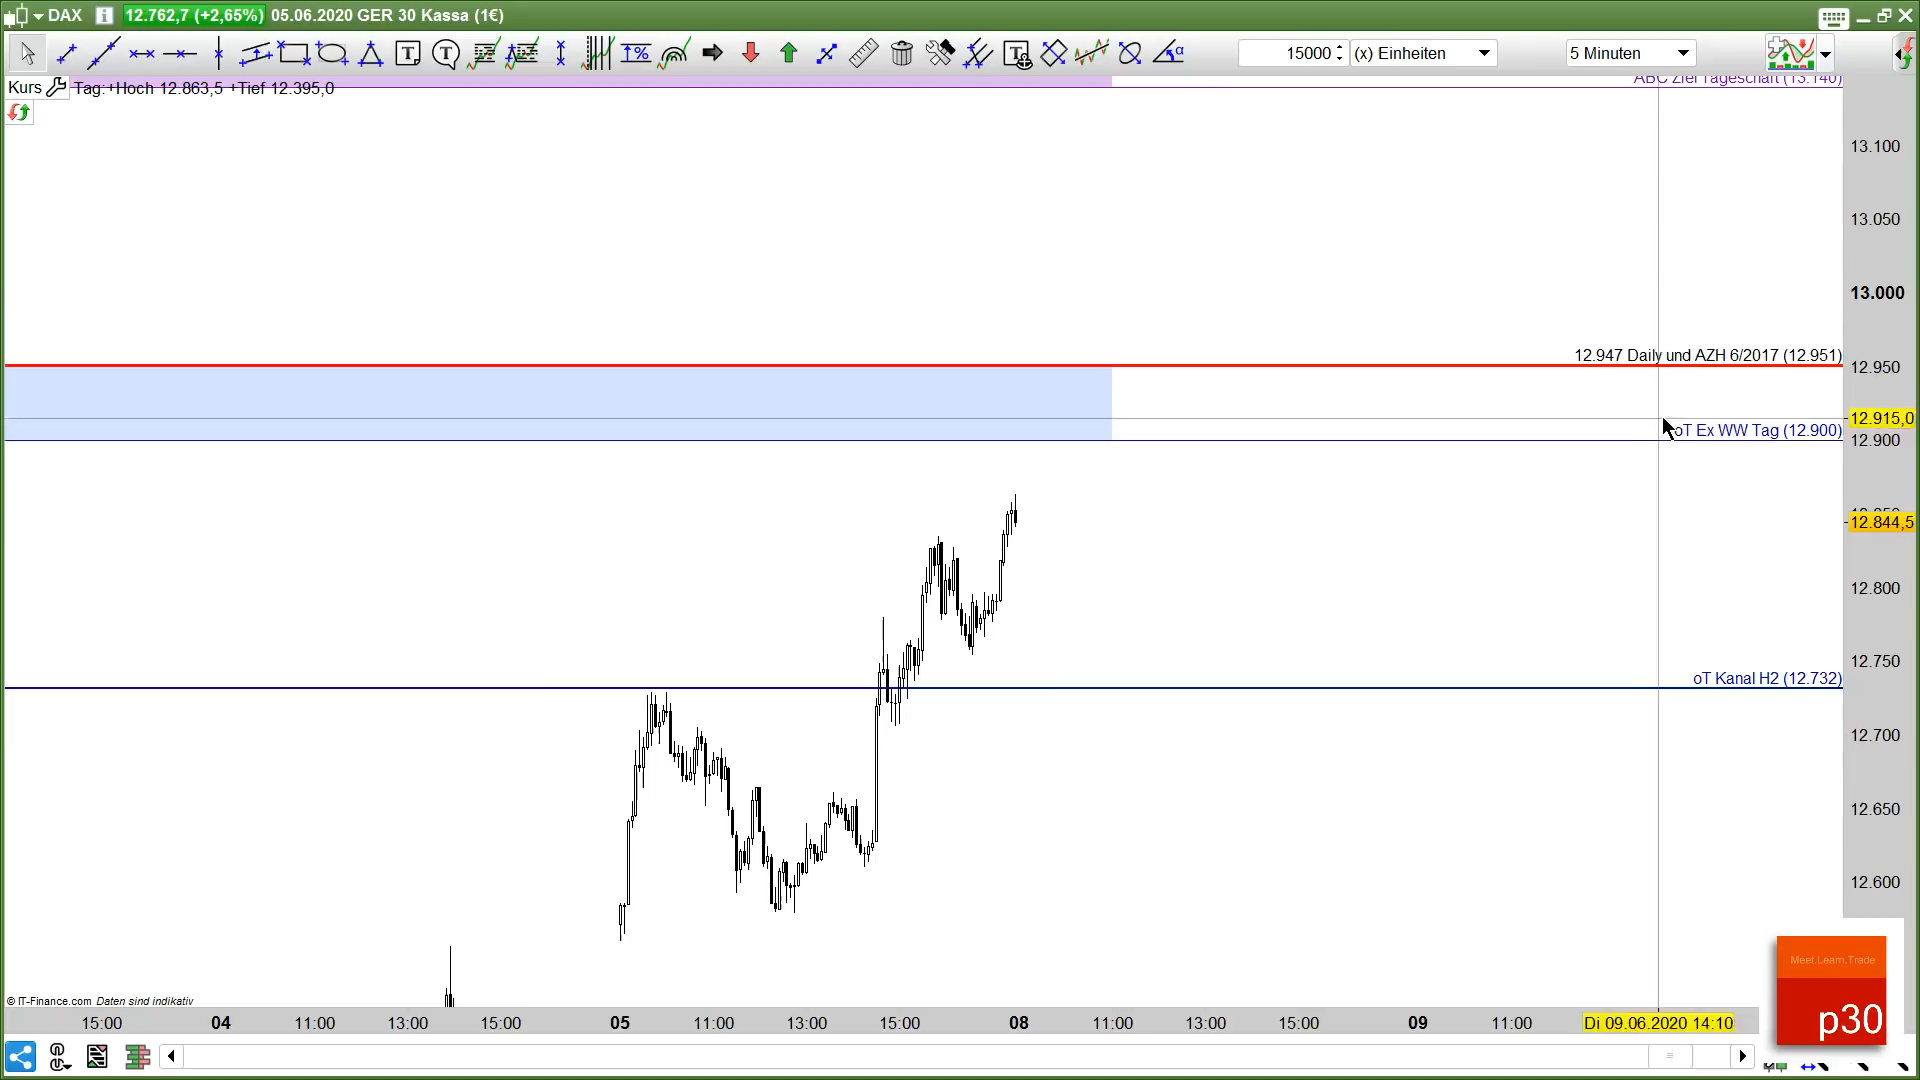 DAX 12.762,7 (+2,65%) 05.06.2020 GER 30 Kassa (1€)
15000 (x) Einheiten 5 Minuten
Kurs Tag:+Hoch 12.863,5 +Tief 12.395,0
ABC Ziel Tageschart (13.140)
13.100
13.050
13.000
12.947 Daily und AZH 6/2017 (12.951)
12.950
12.915,0
oT Ex WW Tag (12.900)
12.900
12.844,5
12.800
12.750
oT Kanal H2 (12.732)
12.700
12.650
12.600
Meet.Learn.Trade
p30
© IT-Finance.com Daten sind indikativ
15:00 04 11:00 13:00 15:00 05 11:00 13:00 15:00 08 11:00 13:00 15:00 09 11:00 Di 09.06.2020 14:10